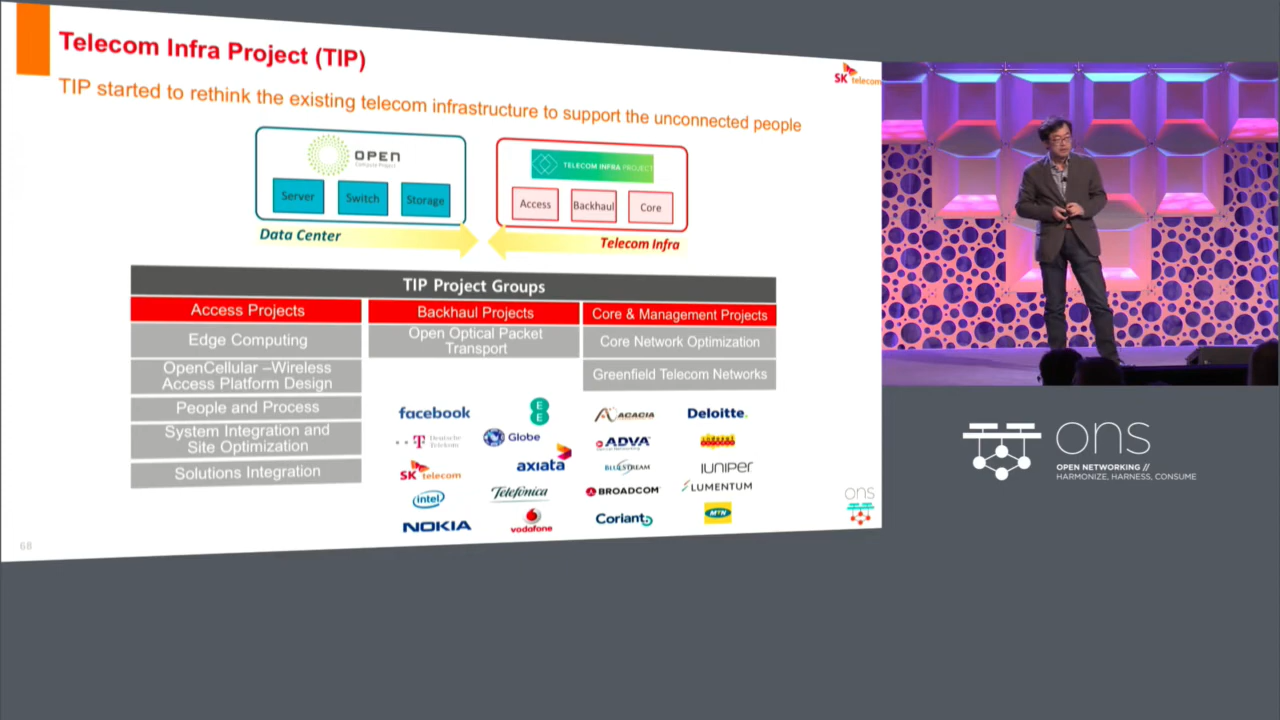 Telecom Infra Project (TIP)
SK telecom
TIP started to rethink the existing telecom infrastructure to support the unconnected people
OPEN
Compute Project
TELECOM INFRA PROJECT
Server
Switch
Storage
Access
Backhaul
Core
Data Center
Telecom Infra
TIP Project Groups
Access Projects
Backhaul Projects
Core & Management Projects
Edge Computing
Open Optical Packet
Transport
Core Network Optimization
OpenCellular –Wireless
Access Platform Design
Greenfield Telecom Networks
People and Process
System Integration and
Site Optimization
Solutions Integration
facebook
EE
ACACIA
Deloitte.
T Deutsche
Telekom
Globe
ADVA
SK telecom
axiata
BLUESTREAM
JUNIPER
intel
Telefónica
BROADCOM
LUMENTUM
NOKIA
vodafone
Coriant
MTN
ons
68
ons
OPEN NETWORKING //
HARMONIZE, HARNESS, CONSUME